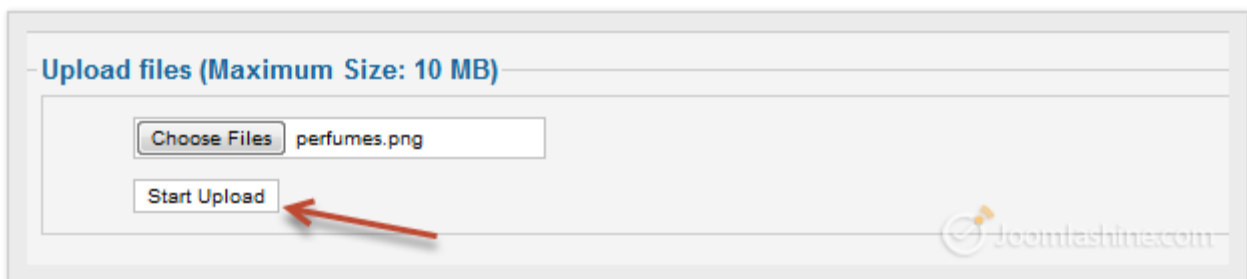 Upload files (Maximum Size: 10 MB)
Choose Files perfumes.png
Start Upload
Joomlashine.com